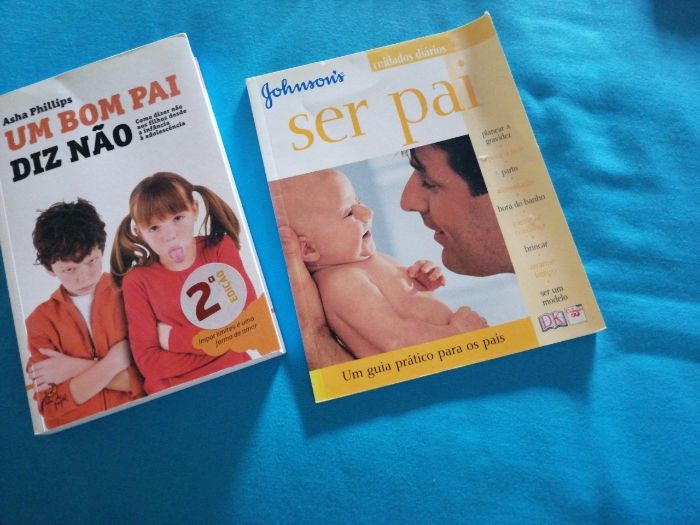 Asha Phillips
UM BOM PAI
DIZ NÃO
Como dizer não
aos filhos desde
a infância
à adolescência
2ª
EDIÇÃO
Impor limites é uma
forma de amor
Johnson's
cuidados diários
ser pai
planear a
gravidez
parto
hora do banho
brincar
ser um
modelo
DK
Um guia prático para os pais